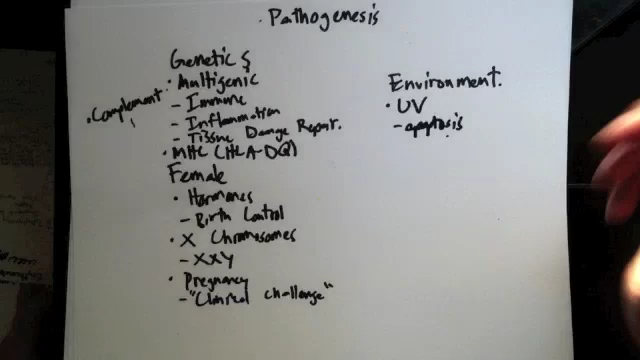 . Pathogenesis
Genetics
• Multigenic
- Immune
- Inflammation
- Tissue Damage Repair.
• MHC (HLA-DQ)
• Complement
Female
• Hormones
- Birth Control
• X Chromosomes
- XXY
• Pregnancy
- "Clinical challenge"
Environment.
• UV
- apoptosis